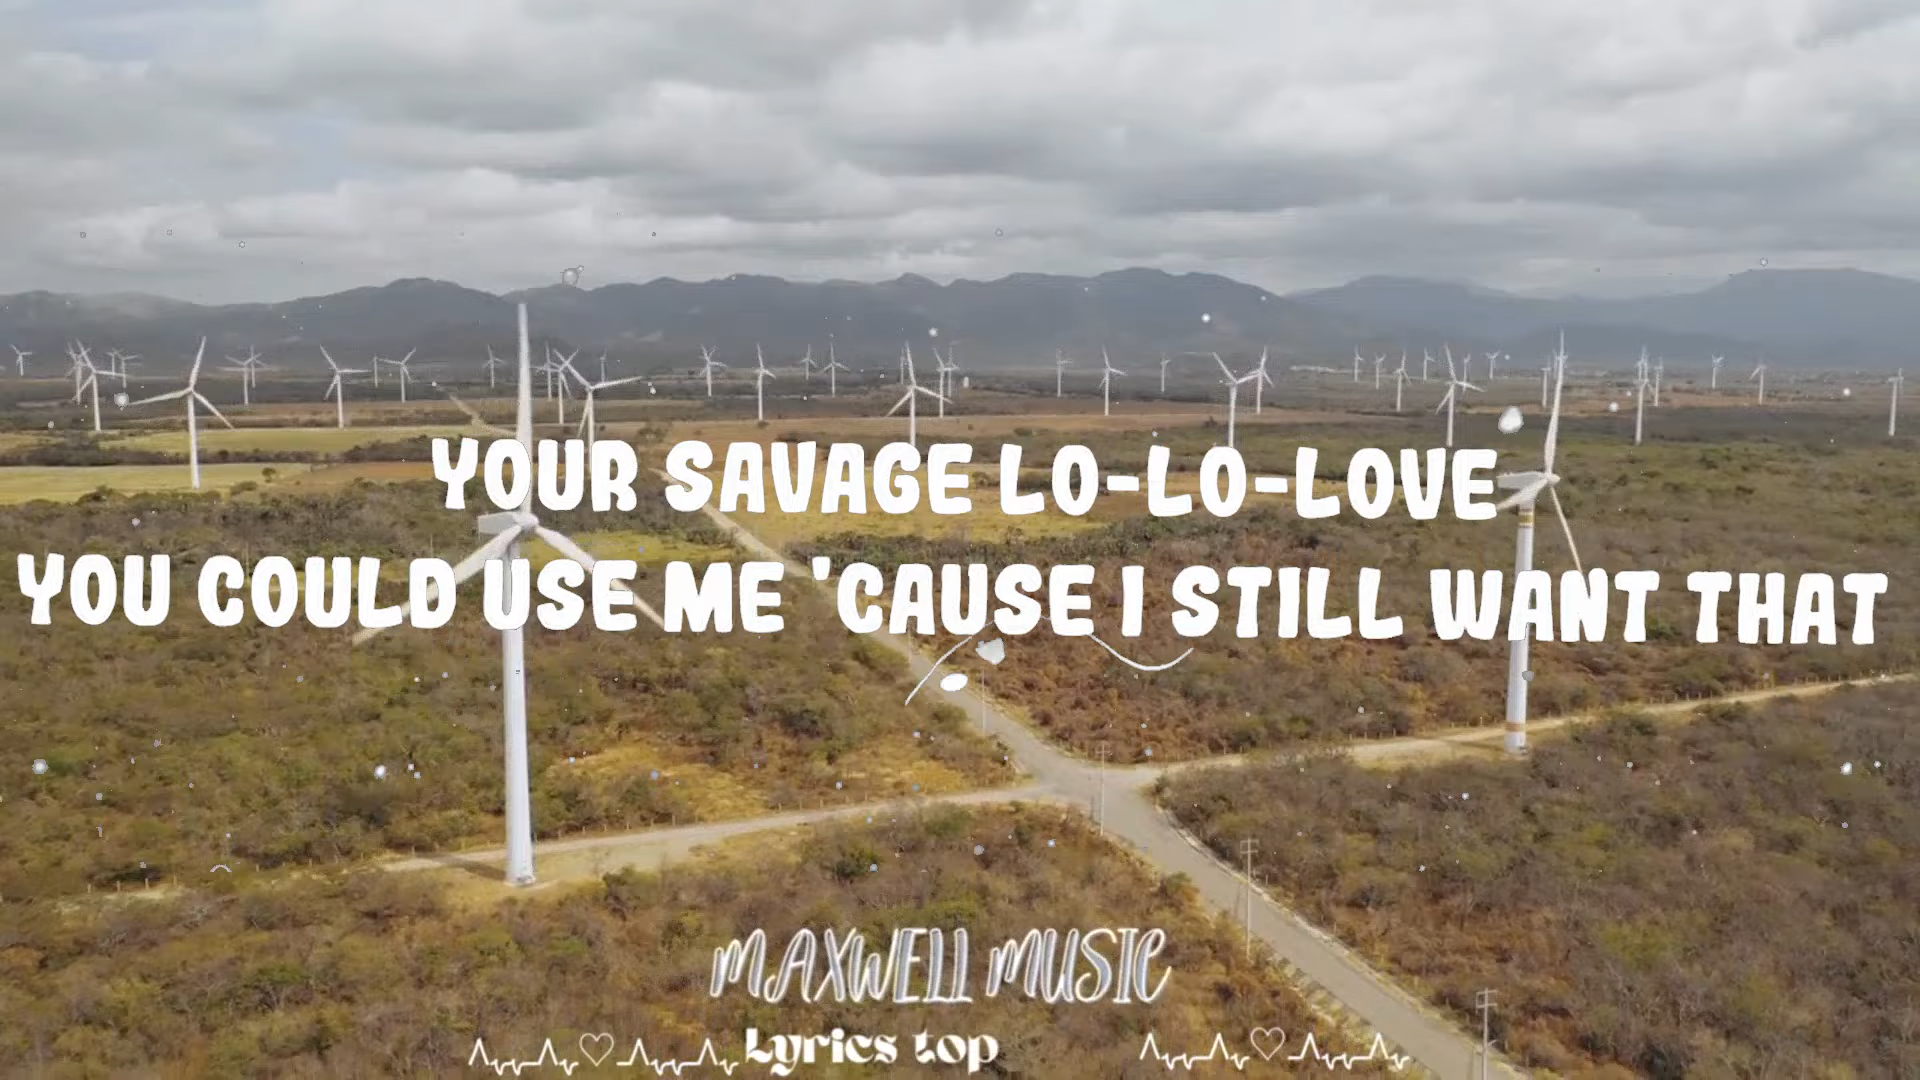 YOUR SAVAGE LO-LO-LOVE
YOU COULD USE ME 'CAUSE I STILL WANT THAT
MAXWELL MUSIC
Lyrics top